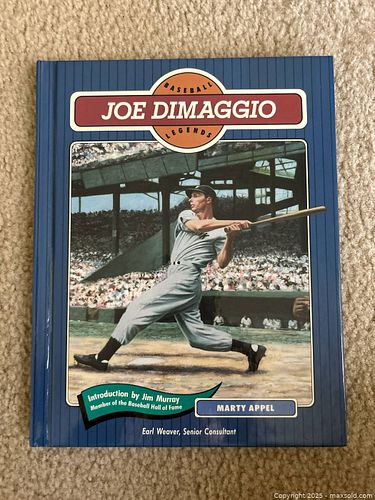 BASEBALL
JOE DIMAGGIO
LEGENDS
Introduction by Jim Murray
Member of the Baseball Hall of Fame
MARTY APPEL
Earl Weaver, Senior Consultant
Copyright 2025 - maxsold.com